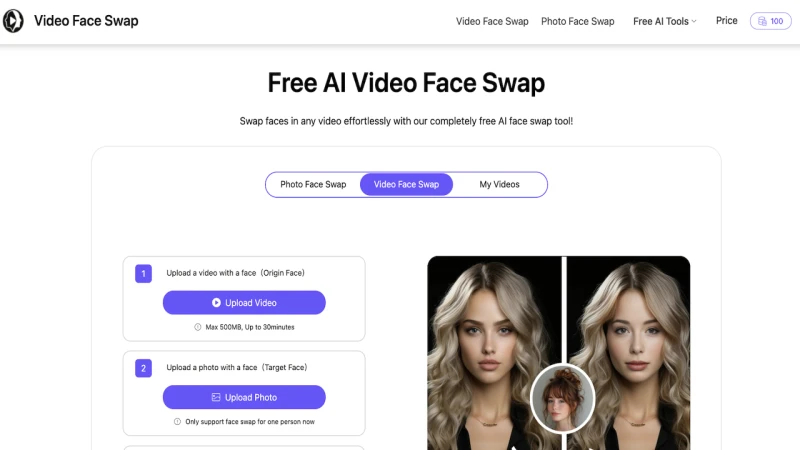 Video Face Swap
Video Face Swap Photo Face Swap Free AI Tools Price 100
Free AI Video Face Swap
Swap faces in any video effortlessly with our completely free AI face swap tool!
Photo Face Swap Video Face Swap My Videos
1 Upload a video with a face (Origin Face)
Upload Video
Max 500MB, Up to 30minutes
2 Upload a photo with a face (Target Face)
Upload Photo
Only support face swap for one person now